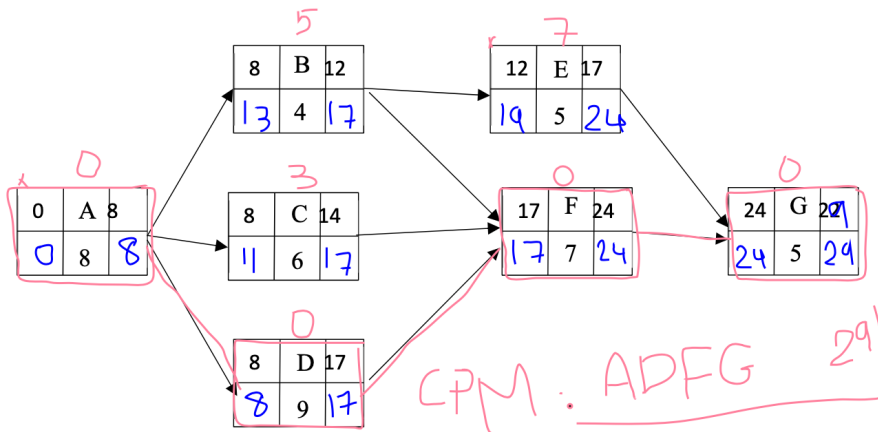 5
7
8 B 12
13 4 17
12 E 17
19 5 24
0
3
0
0
0 A 8
0 8 8
8 C 14
11 6 17
17 F 24
17 7 24
24 G 29
24 5 29
0
8 D 17
8 9 17
CPM : ADFG 29